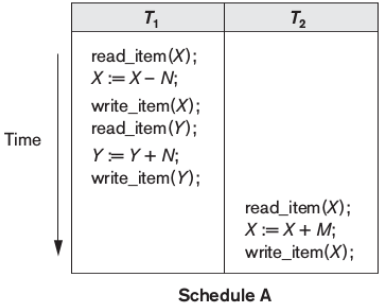 T1 T2
read_item(X);
X := X – N;
write_item(X);
read_item(Y);
Time
Y := Y + N;
write_item(Y);
read_item(X);
X := X + M;
write_item(X);
Schedule A